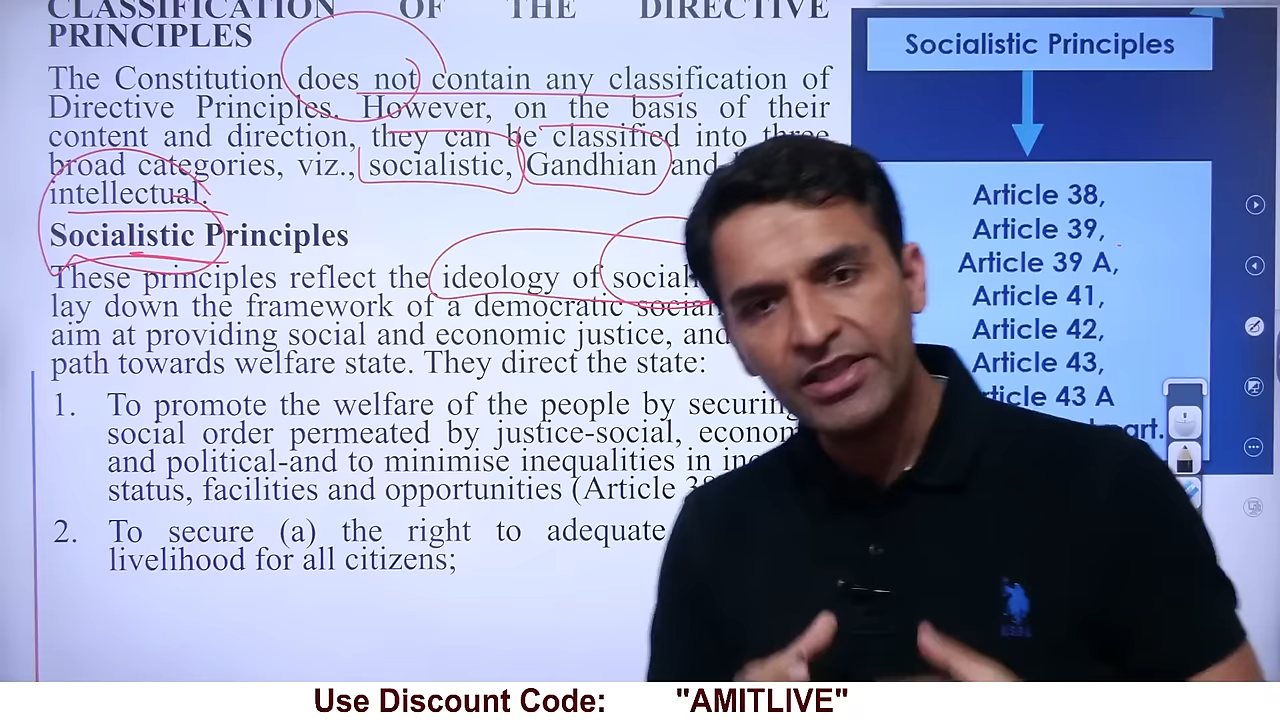 CLASSIFICATION OF THE DIRECTIVE
PRINCIPLES
The Constitution does not contain any classification of
Directive Principles. However, on the basis of their
content and direction, they can be classified into three
broad categories, viz., socialistic, Gandhian and
intellectual.
Socialistic Principles
These principles reflect the ideology of
lay down the framework of a democratic
aim at providing social and economic justice, and
path towards welfare state. They direct the state:
1. To promote the welfare of the people by securing
social order permeated by justice-social,
and political-and to minimise inequalities in
status, facilities and opportunities (Article
2. To secure (a) the right to adequate
livelihood for all citizens;
Socialistic Principles
Article 38,
Article 39,
Article 39 A,
Article 41,
Article 42,
Article 43,
43 A
Use Discount Code: "AMITLIVE"